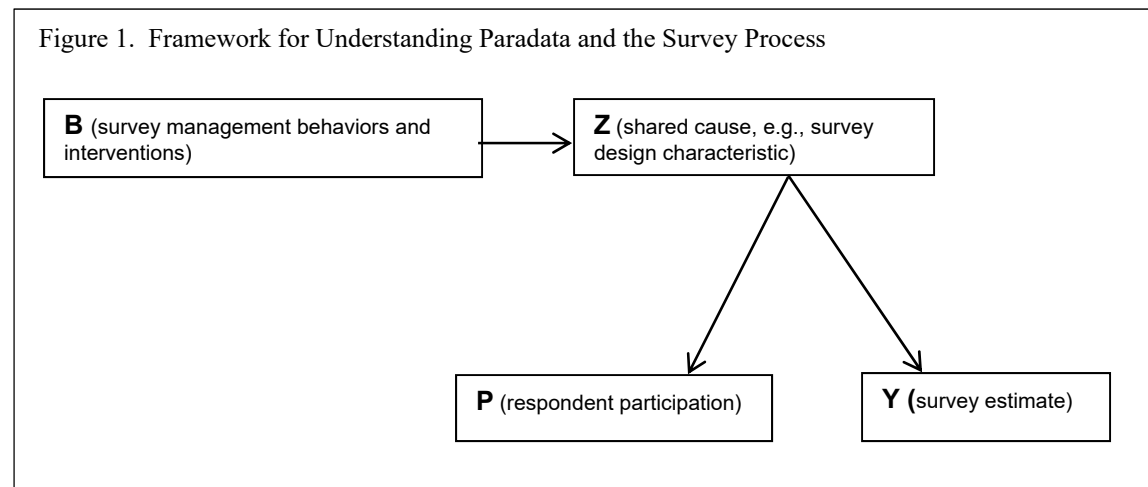 Figure 1.  Framework for Understanding Paradata and the Survey Process
B (survey management behaviors and
interventions)
Z (shared cause, e.g., survey
design characteristic)
P (respondent participation)
Y (survey estimate)